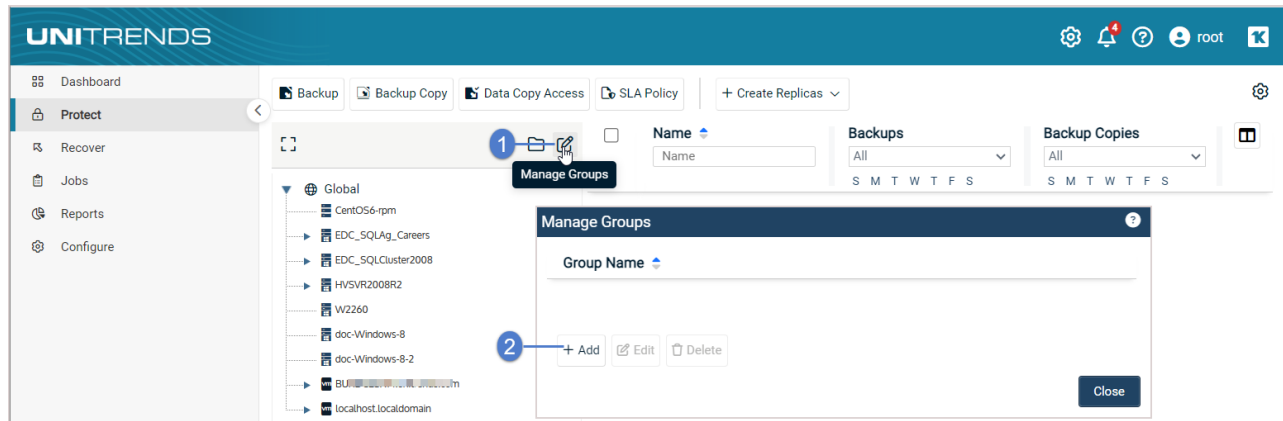 UNITRENDS
4
root
Dashboard
Protect
Recover
Jobs
Reports
Configure
Backup
Backup Copy
Data Copy Access
SLA Policy
+ Create Replicas
1
Manage Groups
Name
Name
Backups
All
S M T W T F S
Backup Copies
All
S M T W T F S
Global
CentOS6-rpm
EDC_SQLAg_Careers
EDC_SQLCluster2008
HVSVR2008R2
W2260
doc-Windows-8
doc-Windows-8-2
vm
vm localhost.localdomain
Manage Groups
?
Group Name
2
+ Add
Edit
Delete
Close